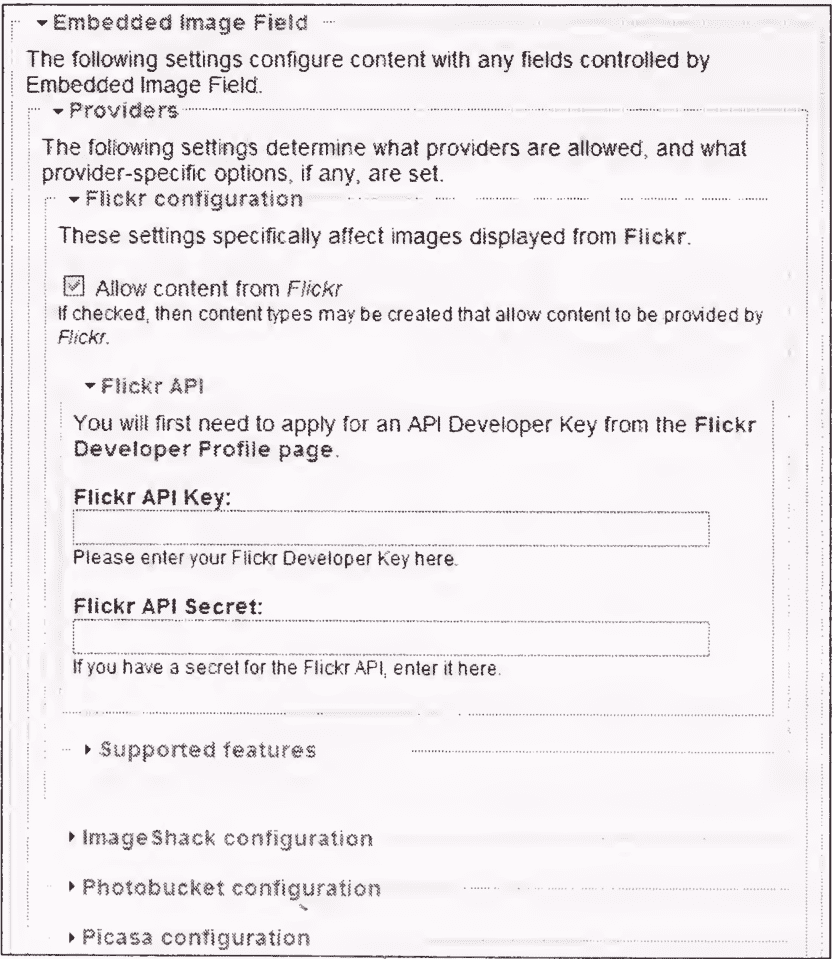 Embedded Image Field
The following settings configure content with any fields controlled by
Embedded Image Field.
Providers
The following settings determine what providers are allowed, and what
provider-specific options, if any, are set.
Flickr configuration
These settings specifically affect images displayed from Flickr.
Allow content from Flickr
If checked, then content types may be created that allow content to be provided by
Flickr.
Flickr API
You will first need to apply for an API Developer Key from the Flickr
Developer Profile page.
Flickr API Key:
Please enter your Flickr Developer Key here.
Flickr API Secret:
If you have a secret for the Flickr API, enter it here.
Supported features
ImageShack configuration
Photobucket configuration
Picasa configuration